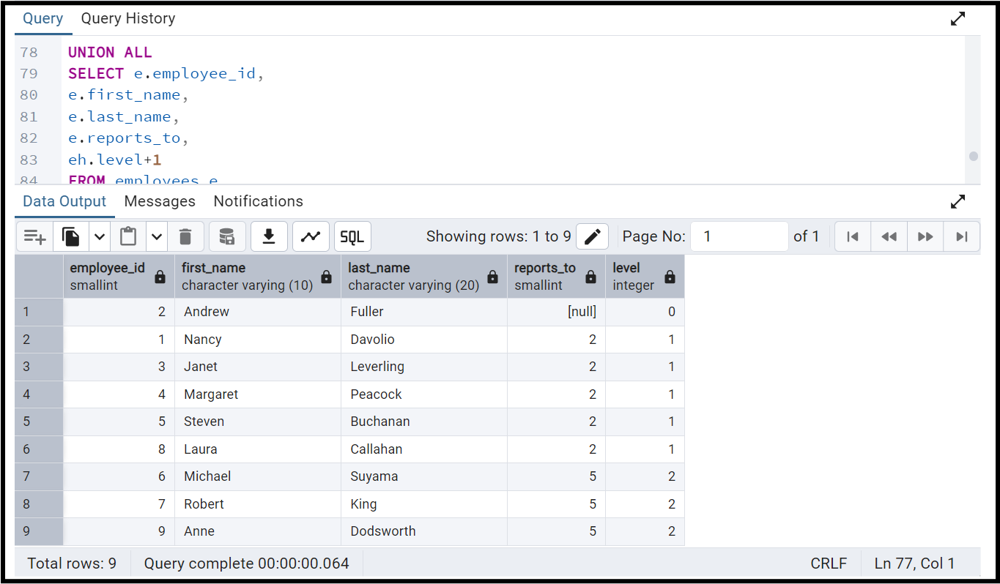 Query Query History
78 UNION ALL
79 SELECT e.employee_id,
80 e.first_name,
81 e.last_name,
82 e.reports_to,
83 eh.level+1
84 FROM employees e
Data Output Messages Notifications
SQL Showing rows: 1 to 9 Page No: 1 of 1
employee_id first_name last_name reports_to level
smallint character varying (10) character varying (20) smallint integer
1 2 Andrew Fuller [null] 0
2 1 Nancy Davolio 2 1
3 3 Janet Leverling 2 1
4 4 Margaret Peacock 2 1
5 5 Steven Buchanan 2 1
6 8 Laura Callahan 2 1
7 6 Michael Suyama 5 2
8 7 Robert King 5 2
9 9 Anne Dodsworth 5 2
Total rows: 9 Query complete 00:00:00.064 CRLF Ln 77, Col 1